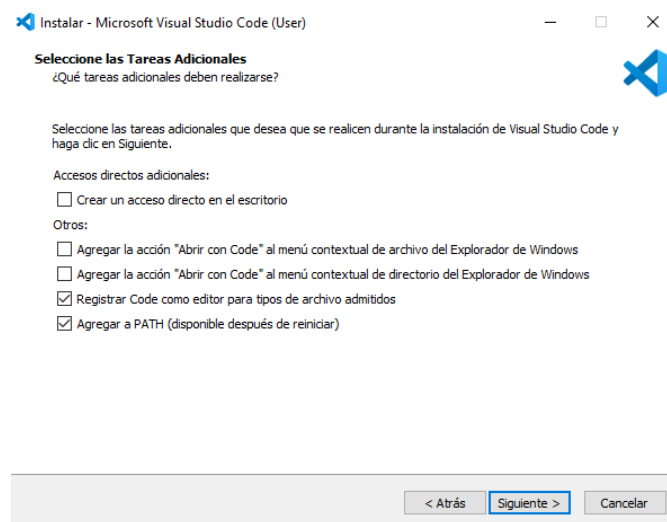 Instalar - Microsoft Visual Studio Code (User)
Seleccione las Tareas Adicionales
¿Qué tareas adicionales deben realizarse?
Seleccione las tareas adicionales que desea que se realicen durante la instalación de Visual Studio Code y
haga clic en Siguiente.
Accesos directos adicionales:
Crear un acceso directo en el escritorio
Otros:
Agregar la acción "Abrir con Code" al menú contextual de archivo del Explorador de Windows
Agregar la acción "Abrir con Code" al menú contextual de directorio del Explorador de Windows
Registrar Code como editor para tipos de archivo admitidos
Agregar a PATH (disponible después de reiniciar)
< Atrás Siguiente > Cancelar